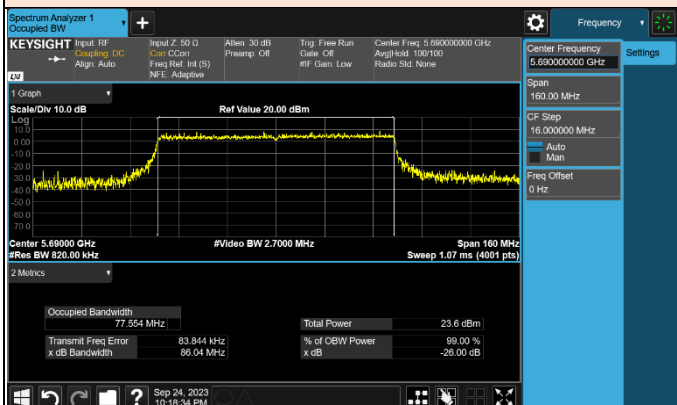 Spectrum Analyzer 1
Occupied BW
Frequency
KEYSIGHT
Input: RF
Coupling: DC
Align: Auto
Input Z: 50 Ω
Corr CCorr
Freq Ref: Int (S)
NFE: Adaptive
Atten: 30 dB
Preamp: Off
Trig: Free Run
Gate: Off
#IF Gain: Low
Center Freq: 5.690000000 GHz
Avg|Hold: 100/100
Radio Std: None
LXI
1 Graph
Scale/Div 10.0 dB
Ref Value 20.00 dBm
Log
10.0
0.00
-10.0
-20.0
-30.0
-40.0
-50.0
-60.0
-70.0
Center 5.69000 GHz
#Video BW 2.7000 MHz
Span 160 MHz
#Res BW 820.00 kHz
Sweep 1.07 ms (4001 pts)
2 Metrics
Occupied Bandwidth
77.554 MHz
Total Power
23.6 dBm
Transmit Freq Error
83.844 kHz
% of OBW Power
99.00 %
x dB Bandwidth
86.04 MHz
x dB
-26.00 dB
Center Frequency
5.690000000 GHz
Settings
Span
160.00 MHz
CF Step
16.000000 MHz
Auto
Man
Freq Offset
0 Hz
?
Sep 24, 2023
10:18:34 PM